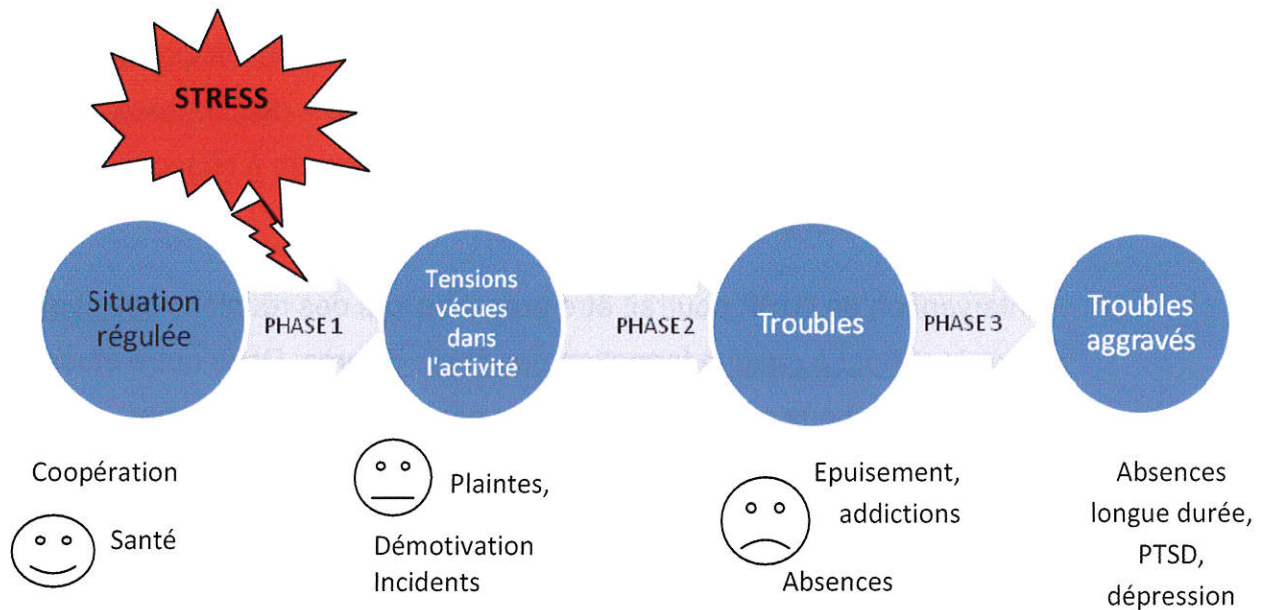 STRESS
Situation
régulée
PHASE 1
Tensions
vécues
dans
l'activité
PHASE 2
Troubles
PHASE 3
Troubles
aggravés
Coopération
Santé
Plaintes,
Démotivation
Incidents
Epuisement,
addictions
Absences
Absences
longue durée,
PTSD,
dépression